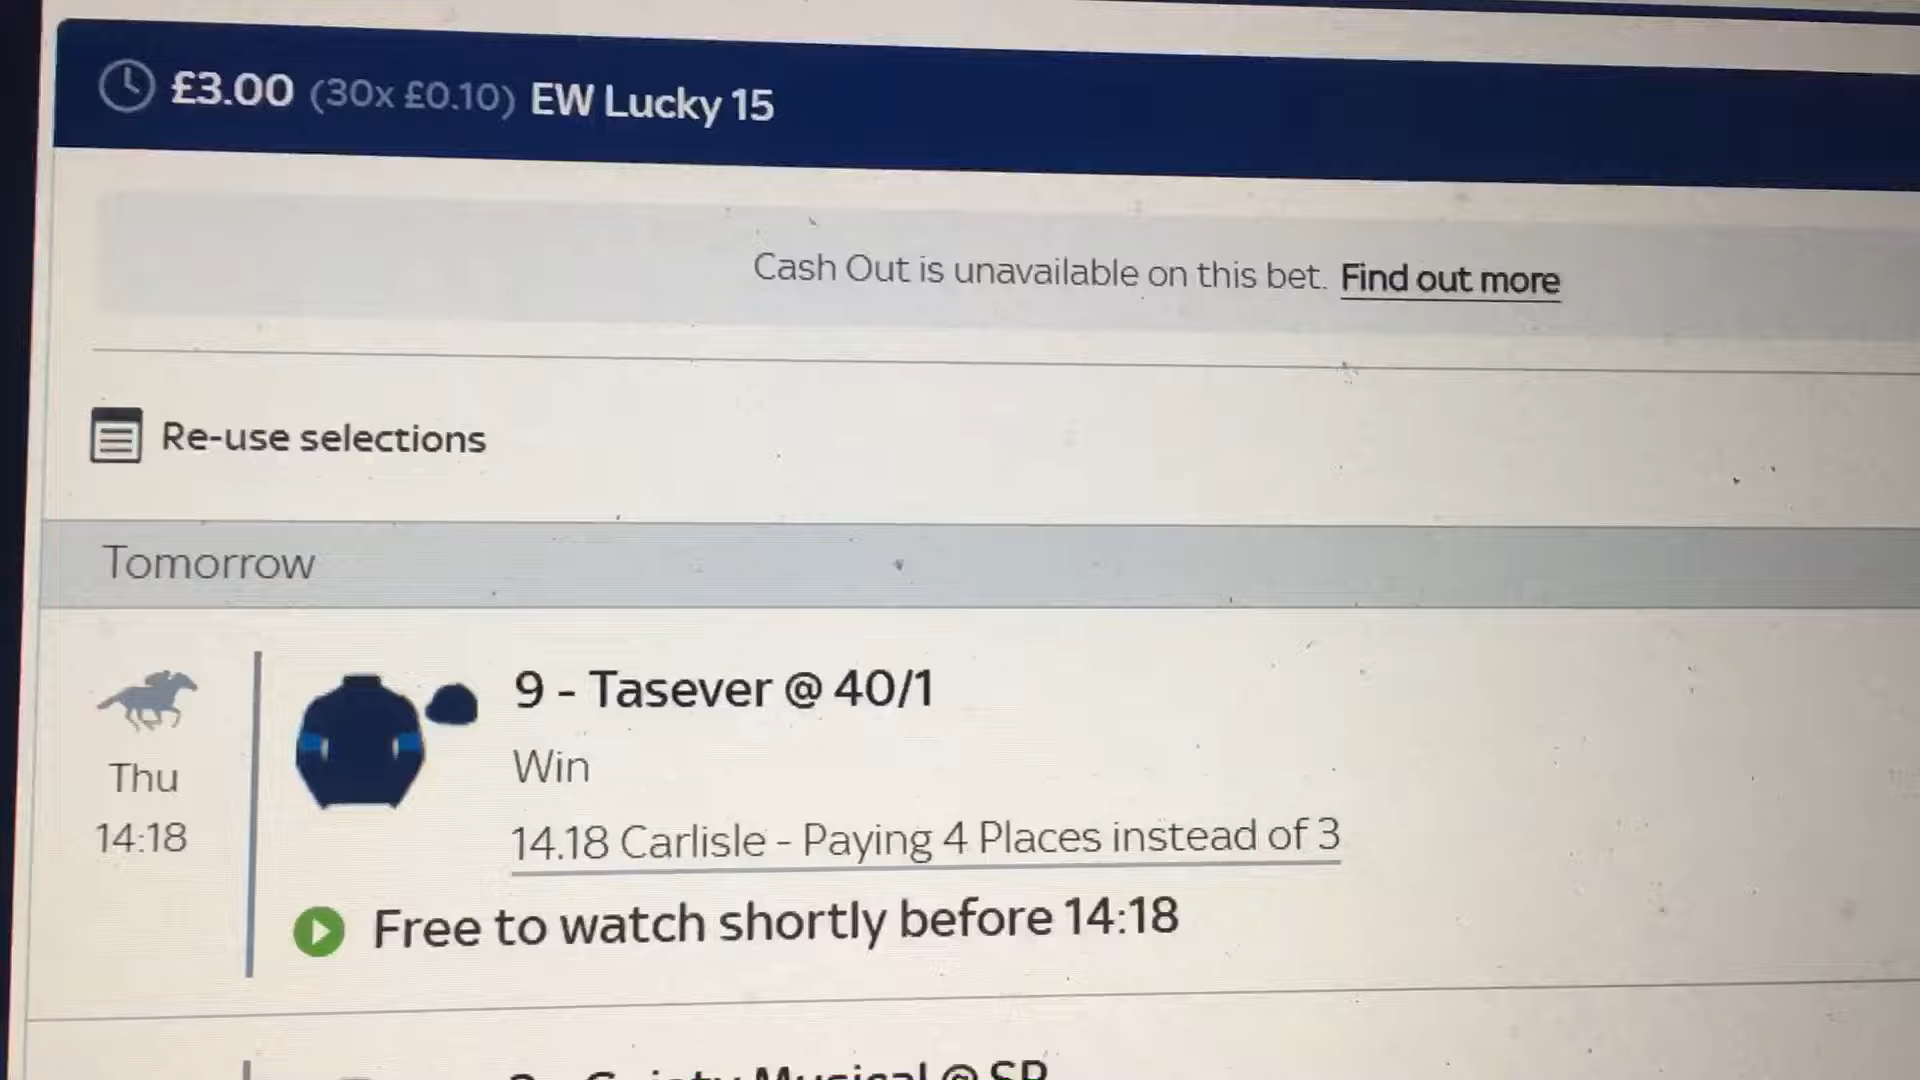 £3.00 (30x £0.10) EW Lucky 15
Cash Out is unavailable on this bet. Find out more
Re-use selections
Tomorrow
9 - Tasever @ 40/1
Win
Thu
14:18
14.18 Carlisle - Paying 4 Places instead of 3
Free to watch shortly before 14:18
Musical @ SP